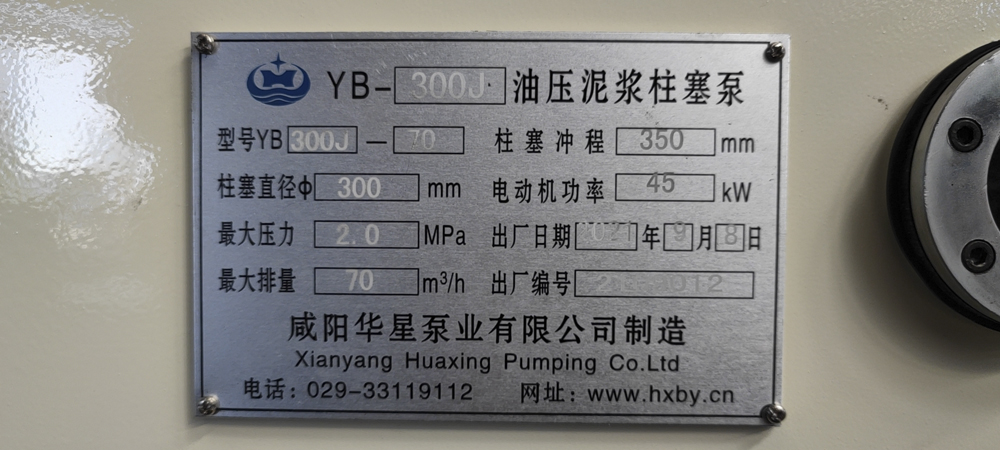 YB-300J 油压泥浆柱塞泵
型号YB 300J — 70 柱塞冲程 350 mm
柱塞直径φ 300 mm 电动机功率 45 kW
最大压力 2.0 MPa 出厂日期 2021 年 9 月 8 日
最大排量 70 m³/h 出厂编号
咸阳华星泵业有限公司制造
Xianyang Huaxing Pumping Co.Ltd
电话：029-33119112 网址：www.hxby.cn